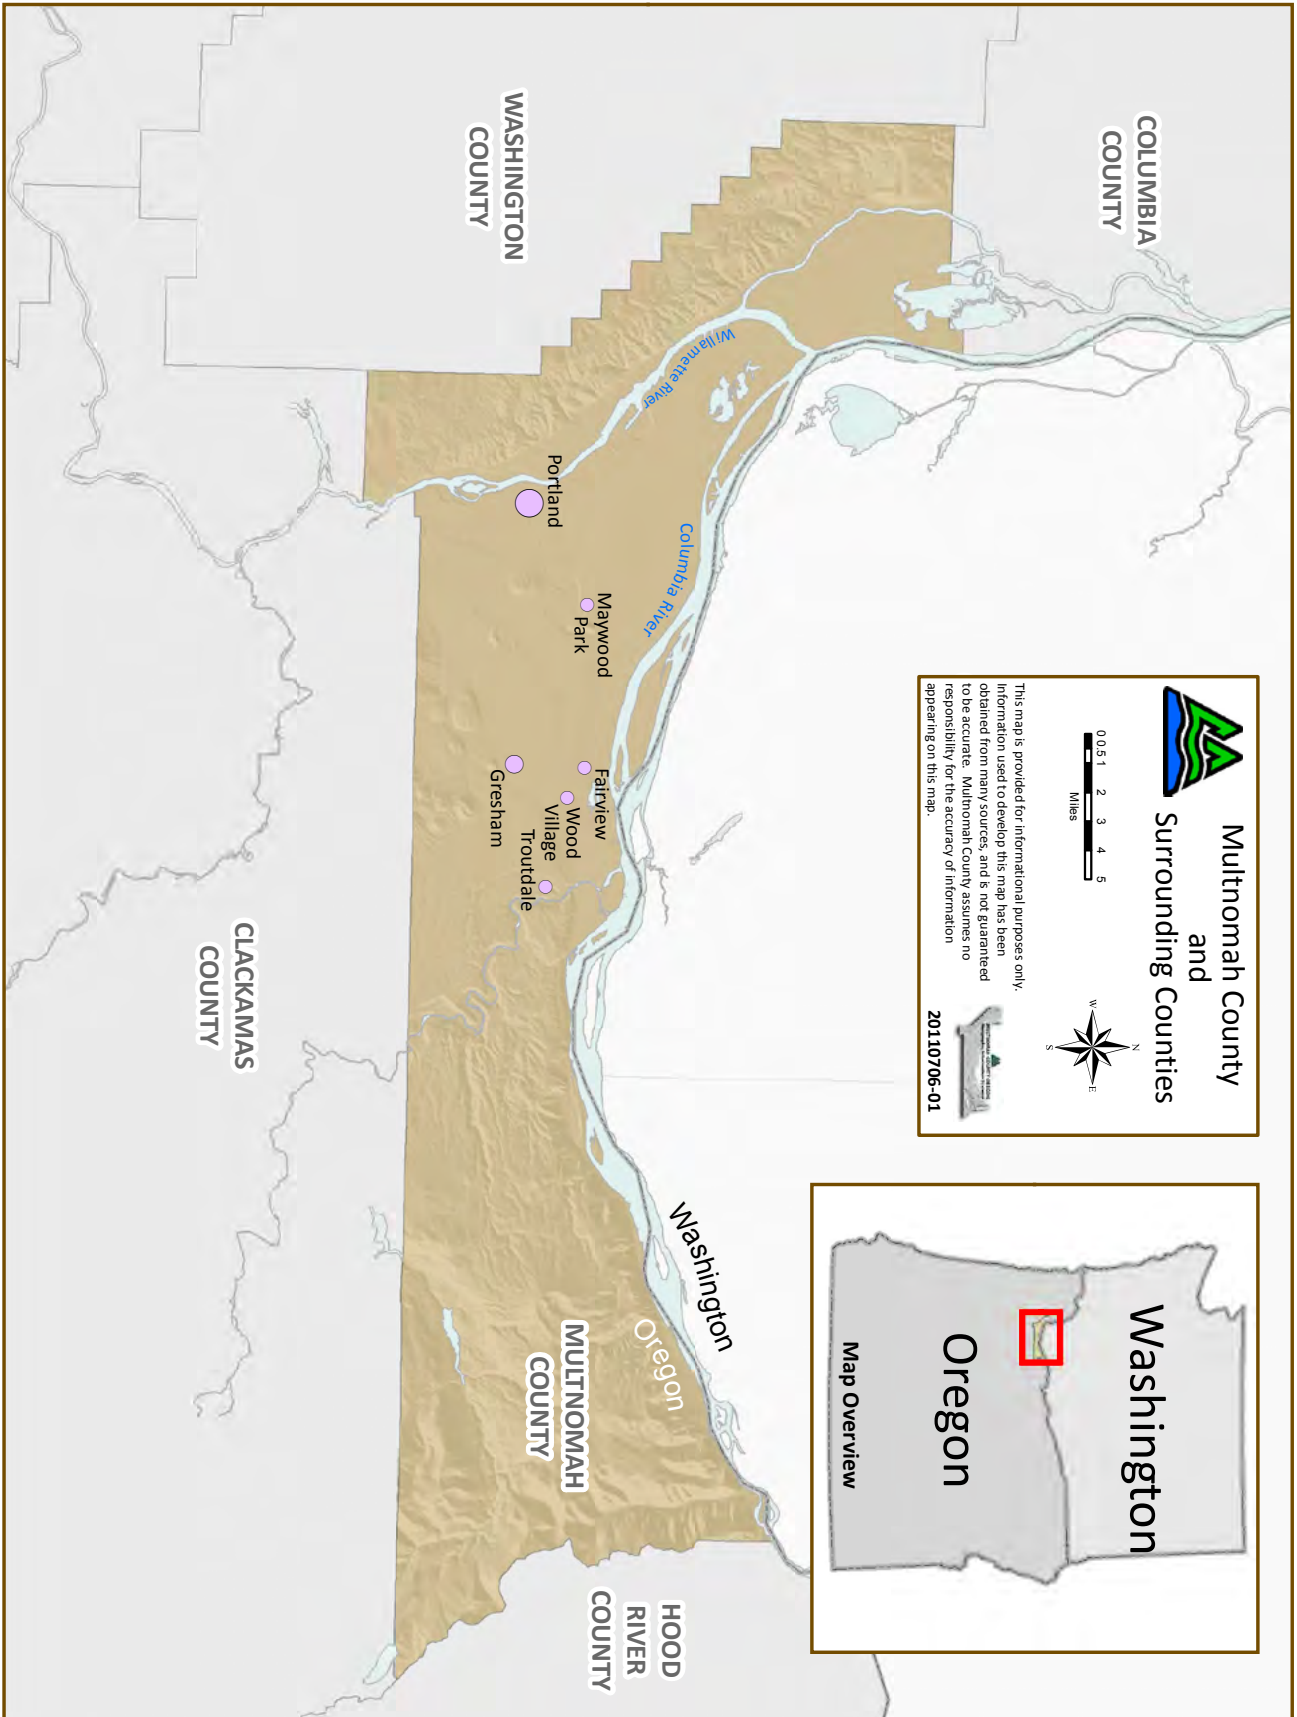 Multnomah County
and
Surrounding Counties
0 0.5 1 2 3 4 5
Miles
N
W
E
S
This map is provided for informational purposes only.
Information used to develop this map has been
obtained from many sources, and is not guaranteed
to be accurate. Multnomah County assumes no
responsibility for the accuracy of information
appearing on this map.
20110706-01
Washington
Oregon
Map Overview
COLUMBIA
COUNTY
WASHINGTON
COUNTY
Willamette River
Columbia River
Portland
Maywood
Park
Fairview
Wood
Village
Troutdale
Gresham
Washington
Oregon
MULTNOMAH
COUNTY
HOOD
RIVER
COUNTY
CLACKAMAS
COUNTY